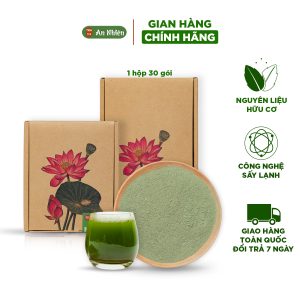 An Nhiên
GIAN HÀNG
CHÍNH HÃNG
1 hộp 30 gói
NGUYÊN LIỆU
HỮU CƠ
CÔNG NGHỆ
SẤY LẠNH
GIAO HÀNG
TOÀN QUỐC
ĐỔI TRẢ 7 NGÀY